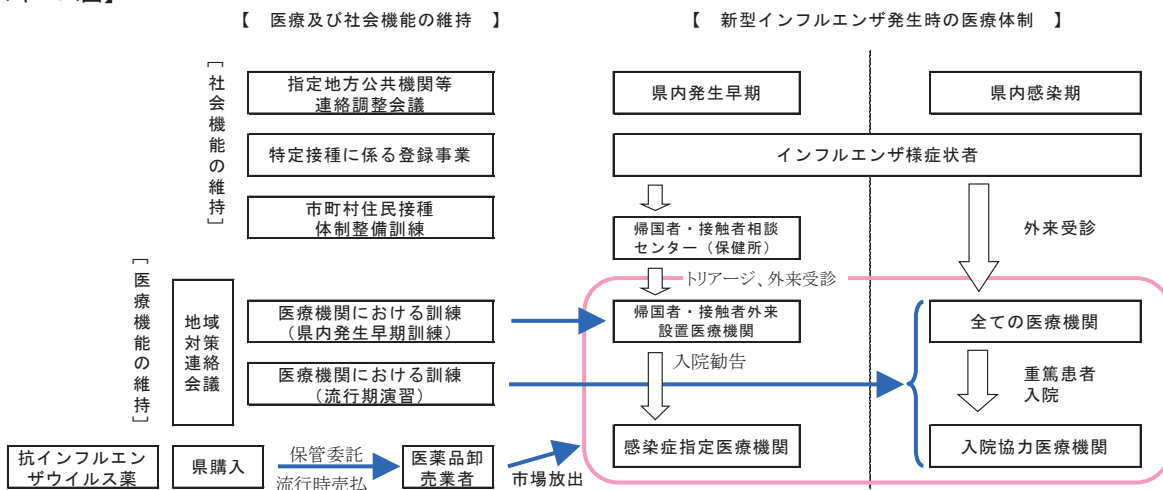 【 医療及び社会機能の維持 】
【 新型インフルエンザ発生時の医療体制 】
[社会機能の維持]
指定地方公共機関等
連絡調整会議
特定接種に係る登録事業
市町村住民接種
体制整備訓練
県内発生早期
県内感染期
インフルエンザ様症状者
帰国者・接触者相談
センター（保健所）
外来受診
トリアージ、外来受診
[医療機能の維持]
地域
対策
連絡
会議
医療機関における訓練
（県内発生早期訓練）
医療機関における訓練
（流行期演習）
帰国者・接触者外来
設置医療機関
全ての医療機関
入院勧告
重篤患者
入院
感染症指定医療機関
入院協力医療機関
抗インフルエン
ザウイルス薬
県購入
保管委託
流行時売払
医薬品卸
売業者
市場放出